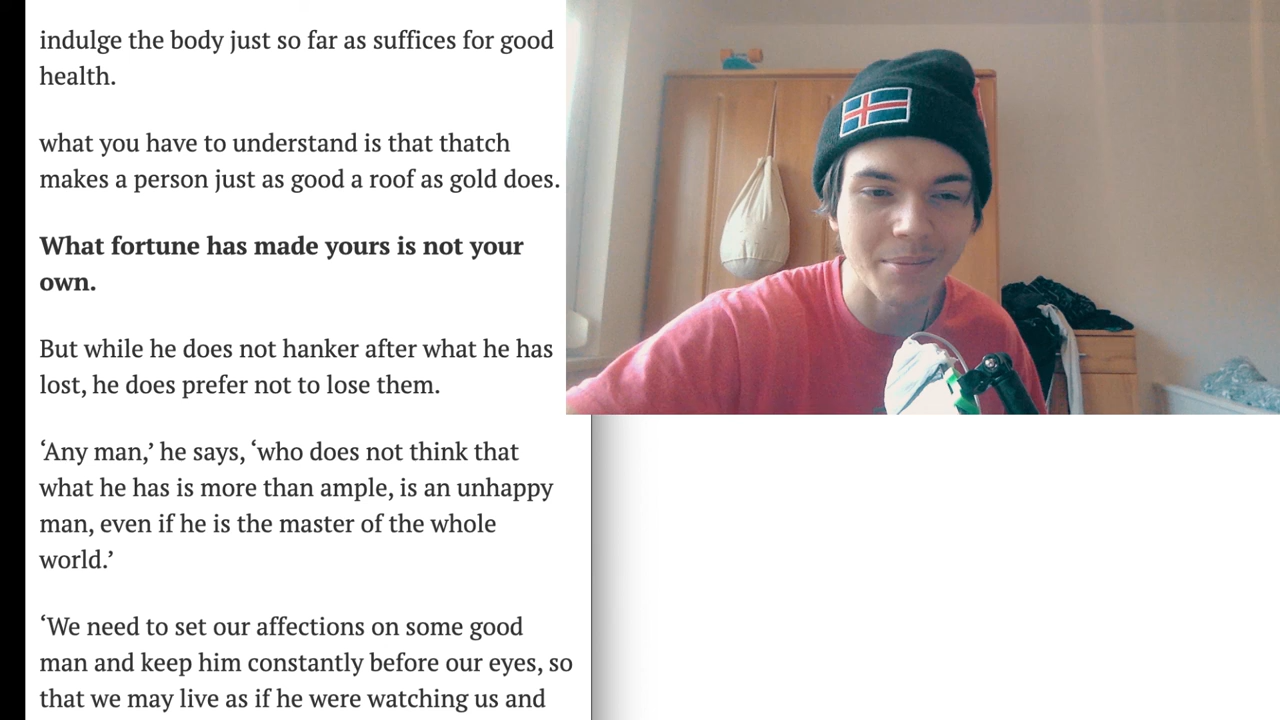 indulge the body just so far as suffices for good
health.
what you have to understand is that thatch
makes a person just as good a roof as gold does.
What fortune has made yours is not your
own.
But while he does not hanker after what he has
lost, he does prefer not to lose them.
‘Any man,’ he says, ‘who does not think that
what he has is more than ample, is an unhappy
man, even if he is the master of the whole
world.’
‘We need to set our affections on some good
man and keep him constantly before our eyes, so
that we may live as if he were watching us and